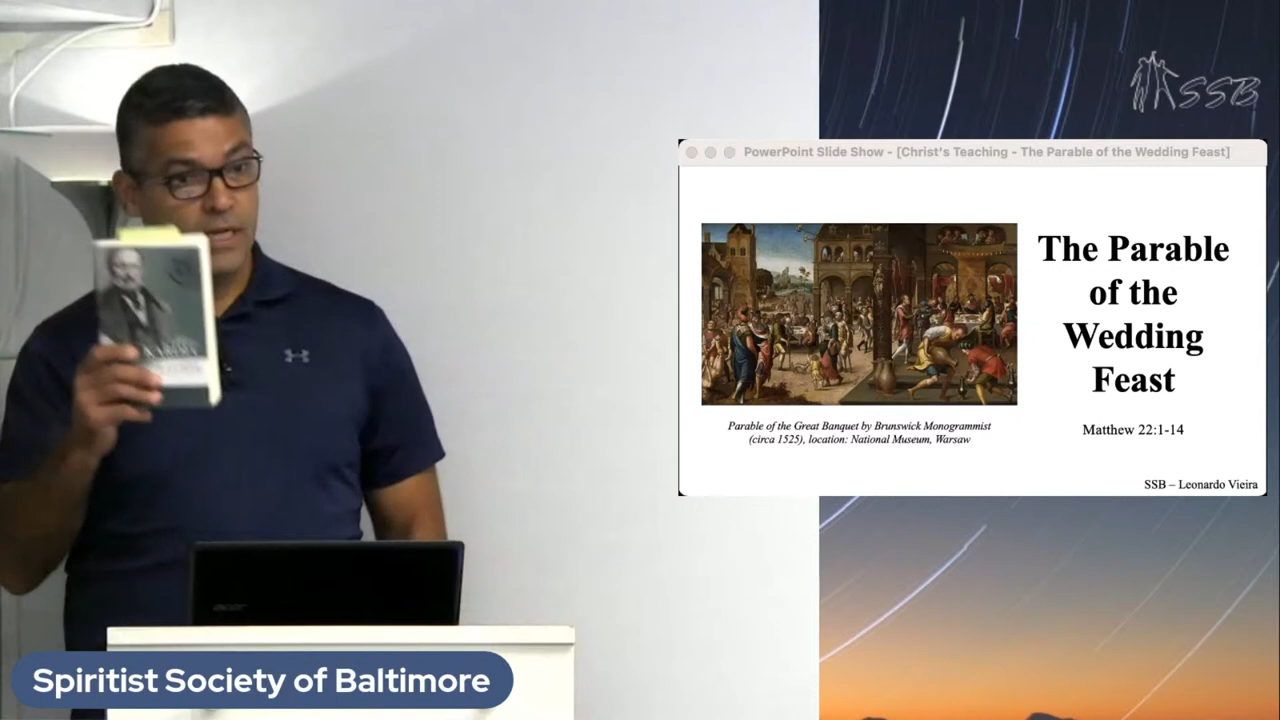 SSB
PowerPoint Slide Show - [Christ's Teaching - The Parable of the Wedding Feast]
The Parable
of the
Wedding
Feast
Matthew 22:1-14
Parable of the Great Banquet by Brunswick Monogrammist
(circa 1525), location: National Museum, Warsaw
SSB – Leonardo Vieira
acer
Spiritist Society of Baltimore